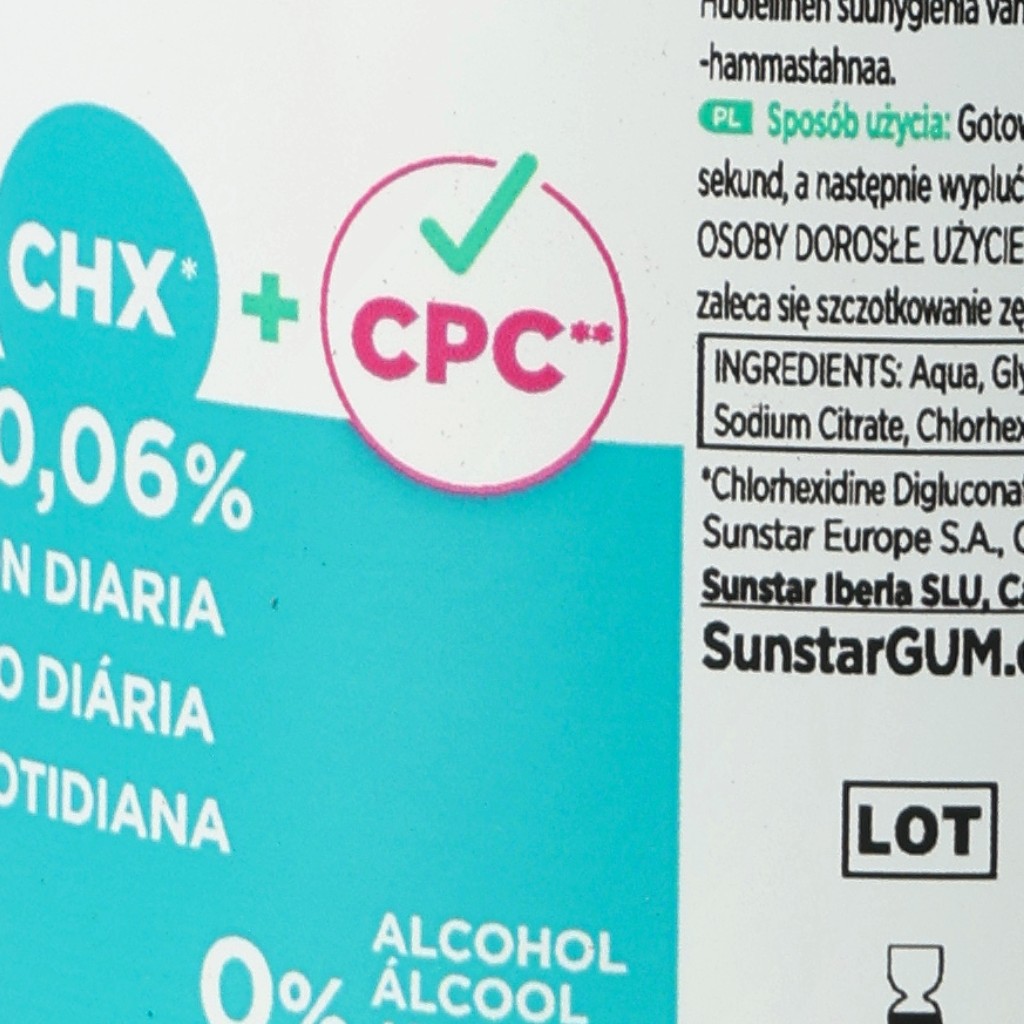 CHX*
+
CPC**
0,06%
N DIARIA
O DIÁRIA
OTIDIANA
0%
ALCOHOL
ÁLCOOL
-hammastahnaa.
PL Sposób użycia: Gotow
sekund, a następnie wypluć
OSOBY DOROSŁE. UŻYCIE
zaleca się szczotkowanie zę
INGREDIENTS: Aqua, Gly
Sodium Citrate, Chlorhex
*Chlorhexidine Digluconat
Sunstar Europe S.A.,
Sunstar Iberia SLU, Ca
SunstarGUM.c
LOT